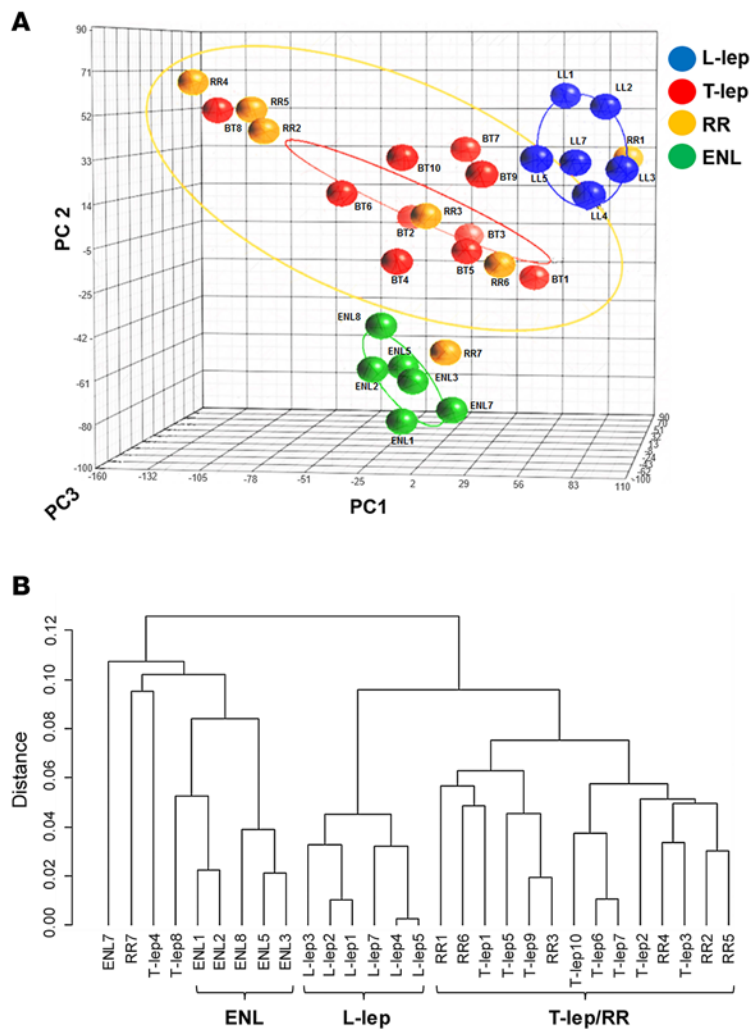 A
90
71
52
33
14
-5
-25
-42
-61
-80
-100
PC 2
-160
-132
-105
-78
-51
-25
2
29
56
83
110
PC1
PC3
90
-100
RR4
RR5
BT8
RR2
BT10
BT7
BT9
BT6
BT2
RR3
BT3
BT4
BT5
RR6
BT1
LL1
LL2
RR1
LL5
LL7
LL3
LL4
ENL8
ENL5
RR7
ENL2
ENL3
ENL7
ENL1
L-lep
T-lep
RR
ENL
B
Distance
0.12
0.10
0.08
0.06
0.04
0.02
0.00
ENL7
RR7
T-lep4
T-lep8
ENL1
ENL2
ENL8
ENL5
ENL3
L-lep3
L-lep2
L-lep1
L-lep7
L-lep4
L-lep5
RR1
RR6
T-lep1
T-lep5
T-lep9
RR3
T-lep10
T-lep6
T-lep7
T-lep2
RR4
T-lep3
RR2
RR5
ENL
L-lep
T-lep/RR